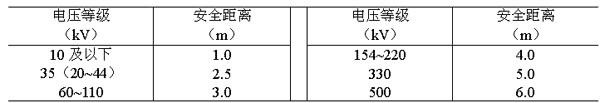 电压等级 安全距离 电压等级 安全距离
（kV） （m） （kV） （m）
10 及以下 1.0 154~220 4.0
35（20~44） 2.5 330 5.0
60~110 3.0 500 6.0